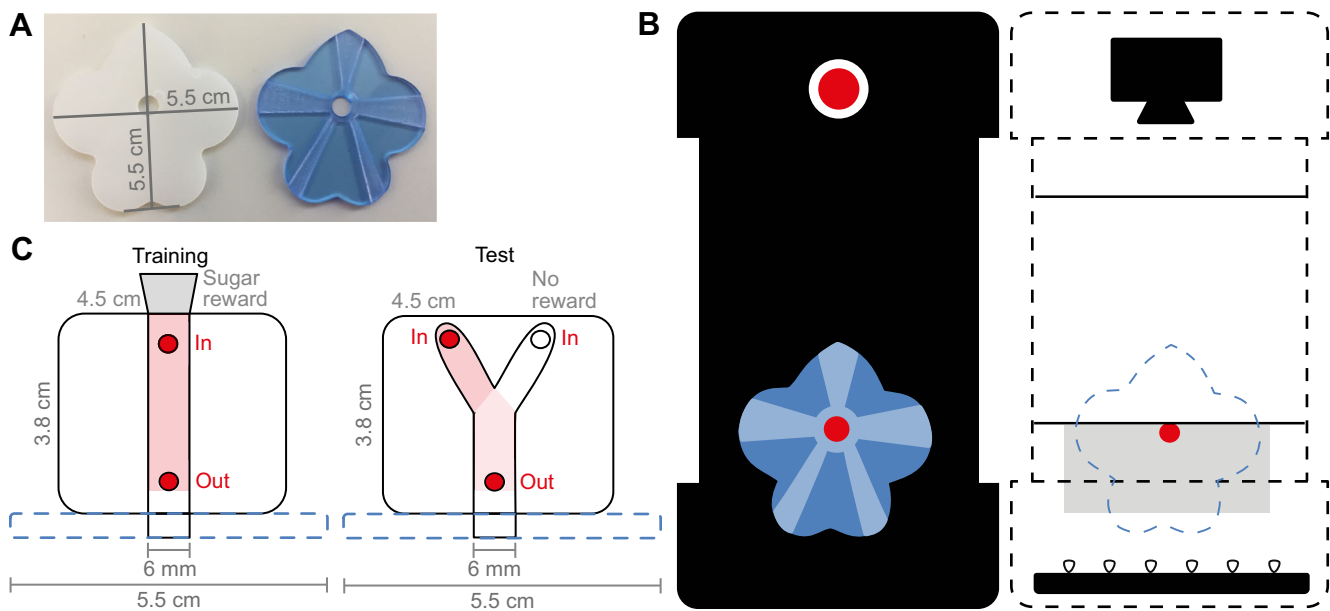 A
5.5 cm
5.5 cm
B
C
Training
Sugar
reward
4.5 cm
In
3.8 cm
Out
6 mm
5.5 cm
Test
No
reward
4.5 cm
In
In
3.8 cm
Out
6 mm
5.5 cm